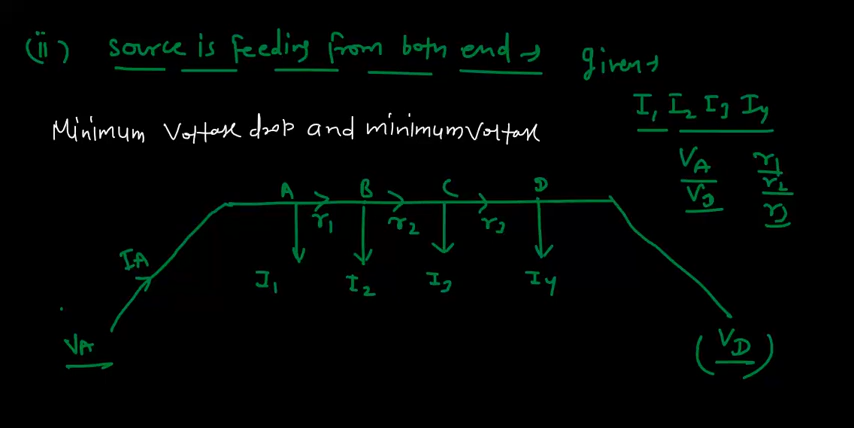 (ii) source is feeding from both end →
given →
I1 I2 I3 I4
Minimum Voltage drop and minimum Voltage
VA r1
VD r2
r3
A B C D
r1 r2 r3
IA
I1 I2 I3 I4
VA
(VD)